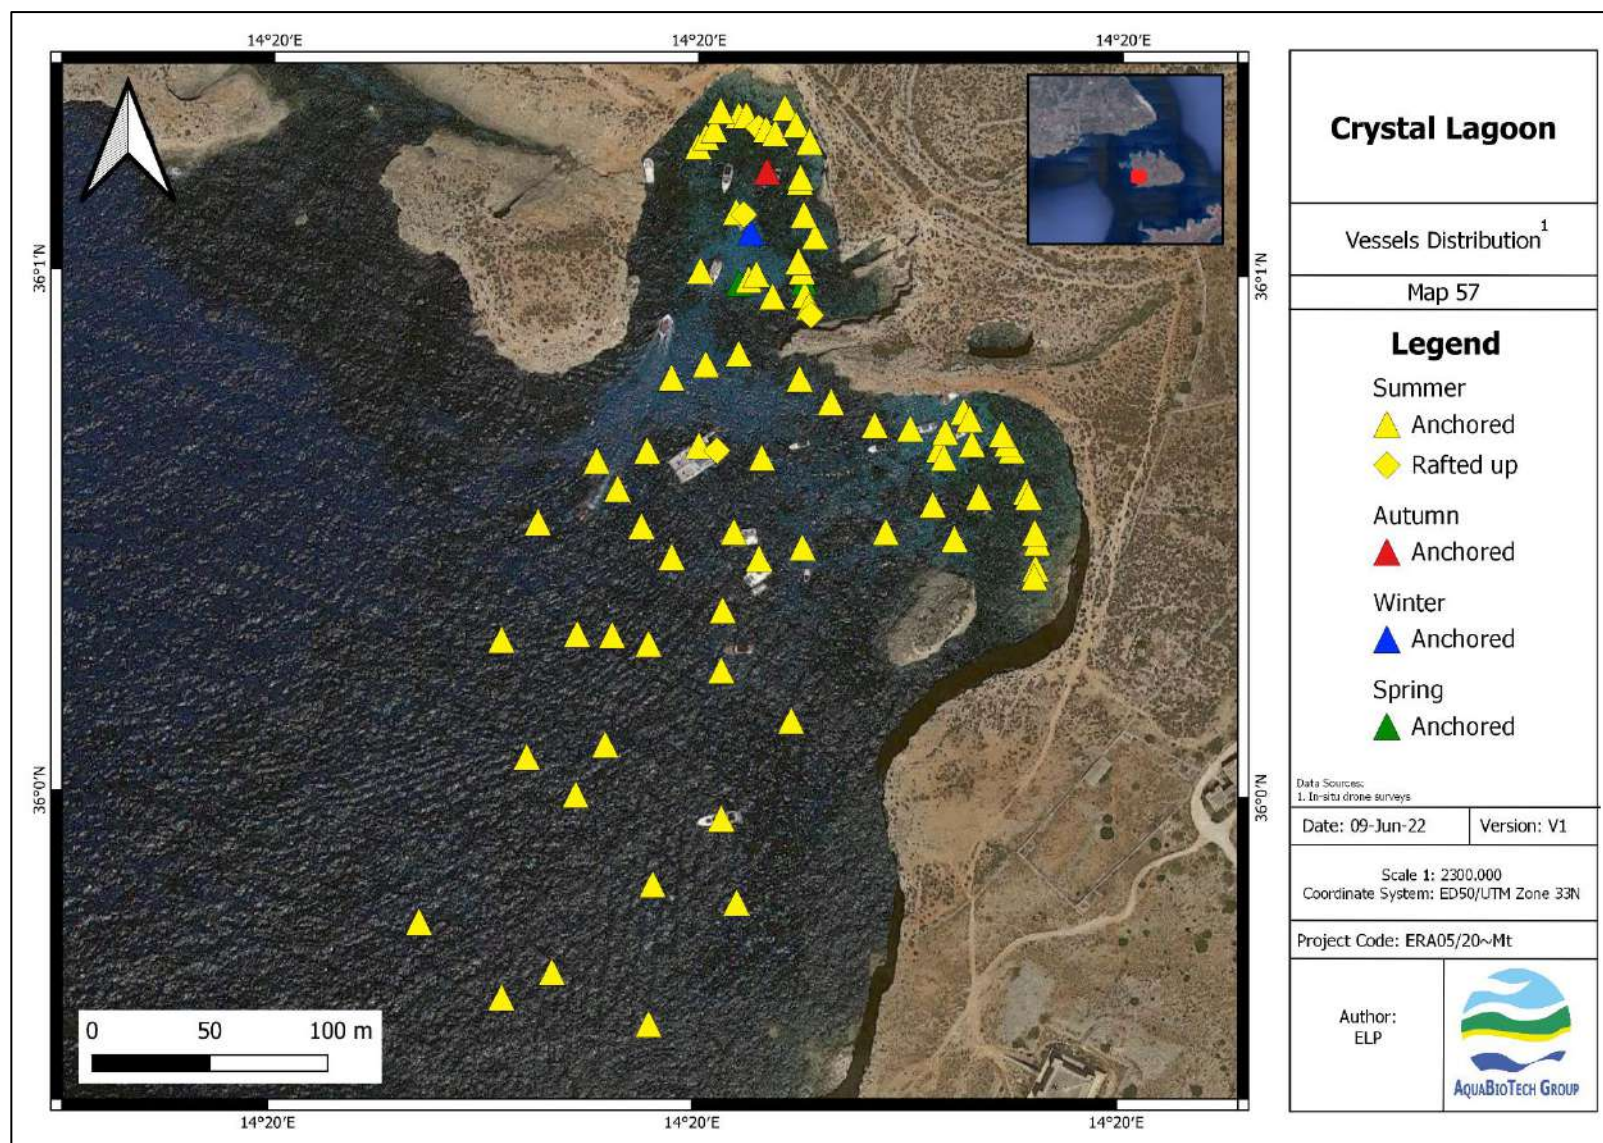 14°20'E
14°20'E
14°20'E
36°1'N
36°1'N
36°0'N
36°0'N
0
50
100 m
14°20'E
14°20'E
14°20'E
Crystal Lagoon
Vessels Distribution1
Map 57
Legend
Summer
Anchored
Rafted up
Autumn
Anchored
Winter
Anchored
Spring
Anchored
Data Sources:
1. In-situ drone surveys
Date: 09-Jun-22
Version: V1
Scale 1: 2300.000
Coordinate System: ED50/UTM Zone 33N
Project Code: ERA05/20~Mt
Author:
ELP
AQUABIOTECH GROUP